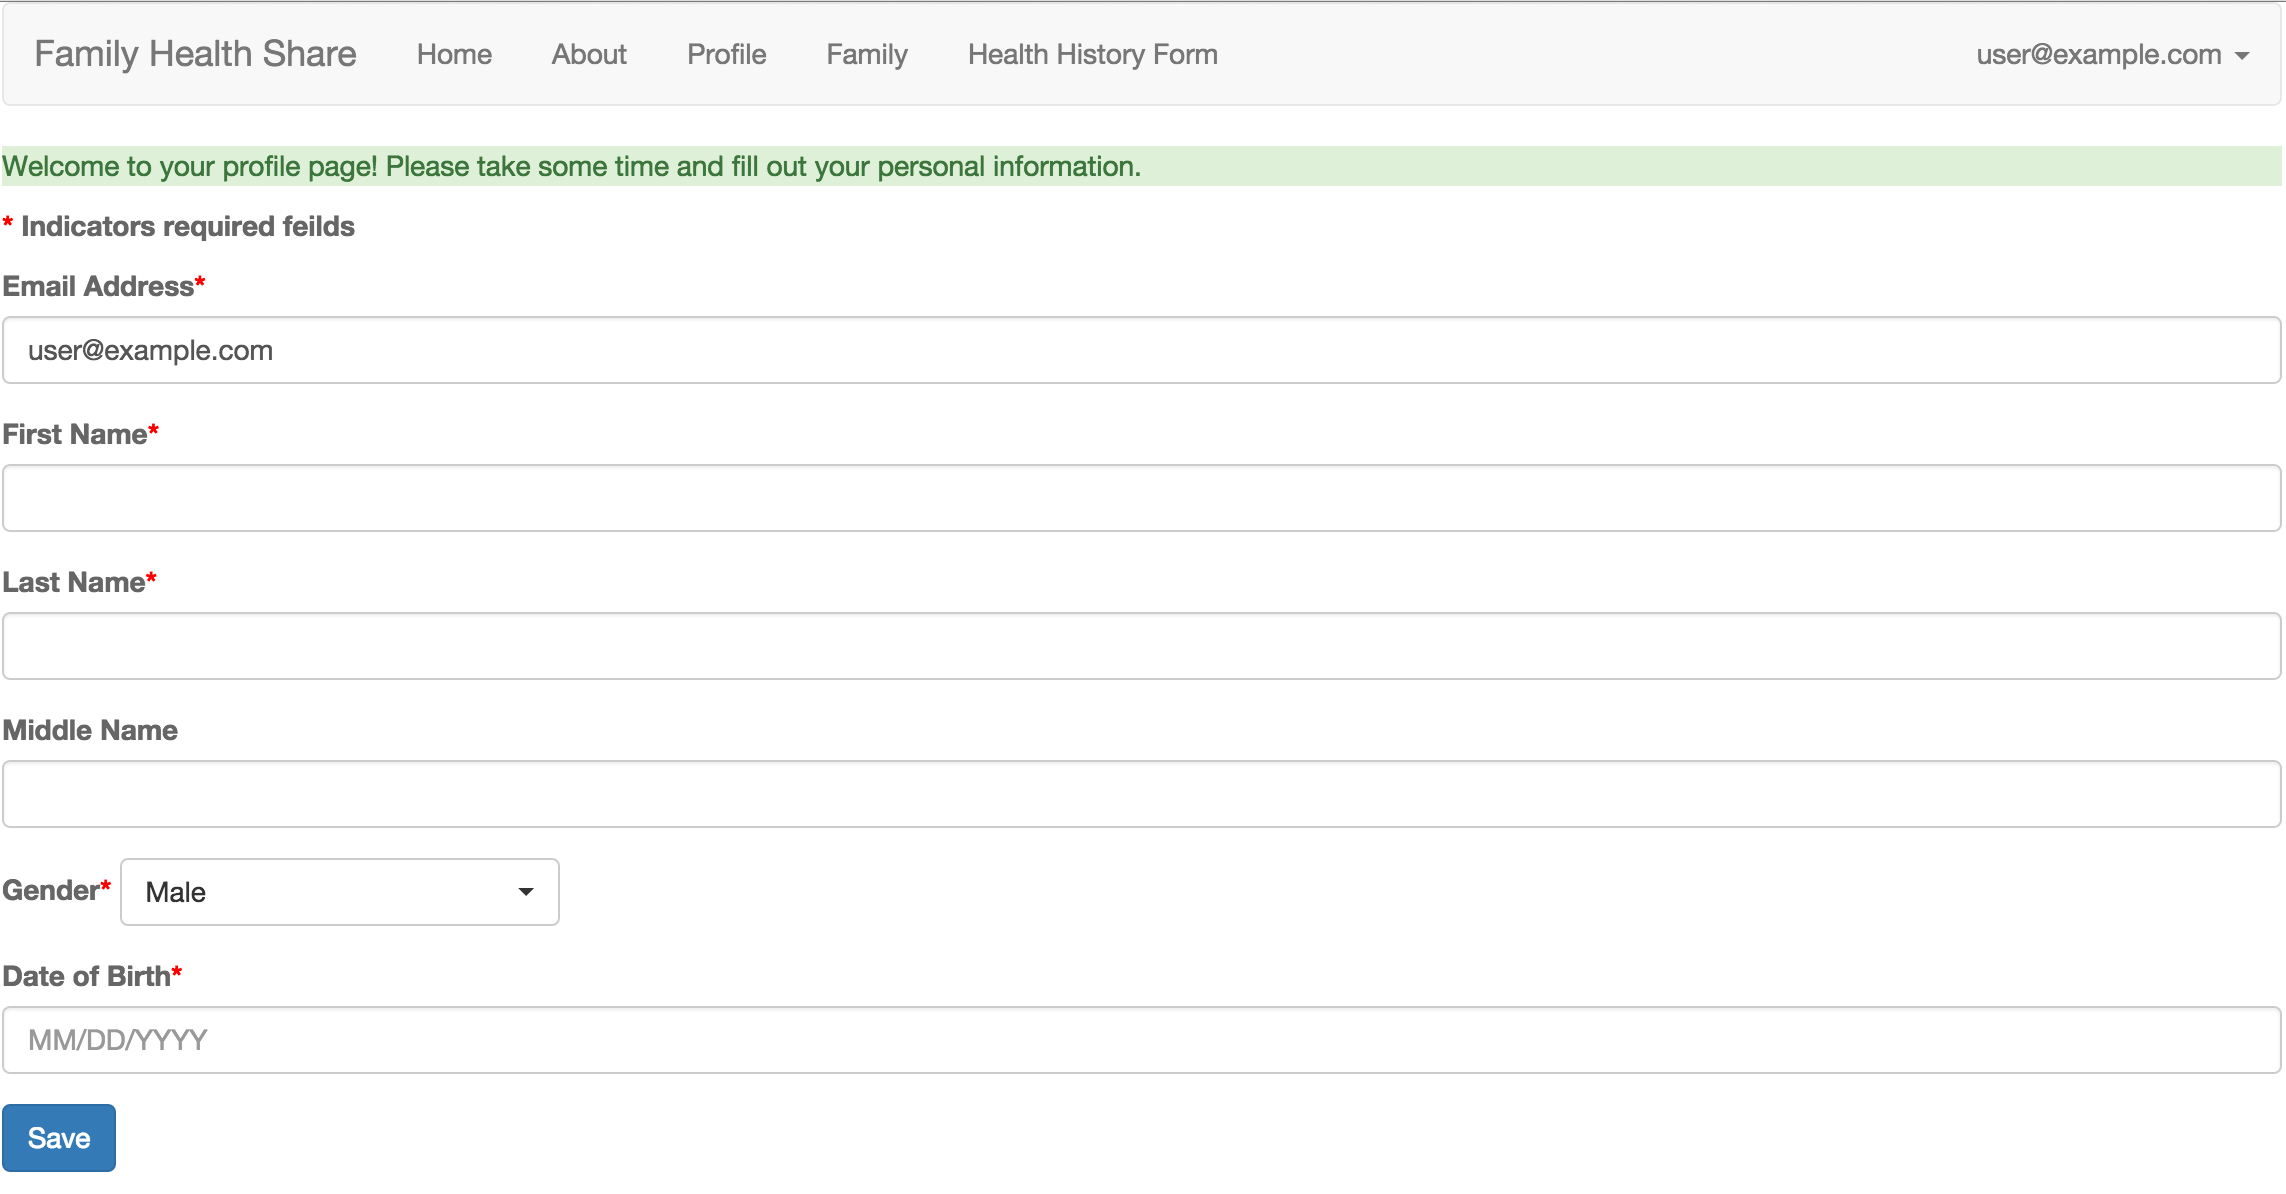 Family Health Share Home About Profile Family Health History Form user@example.com
Welcome to your profile page! Please take some time and fill out your personal information.
* Indicators required feilds
Email Address*
user@example.com
First Name*
Last Name*
Middle Name
Gender* Male
Date of Birth*
MM/DD/YYYY
Save